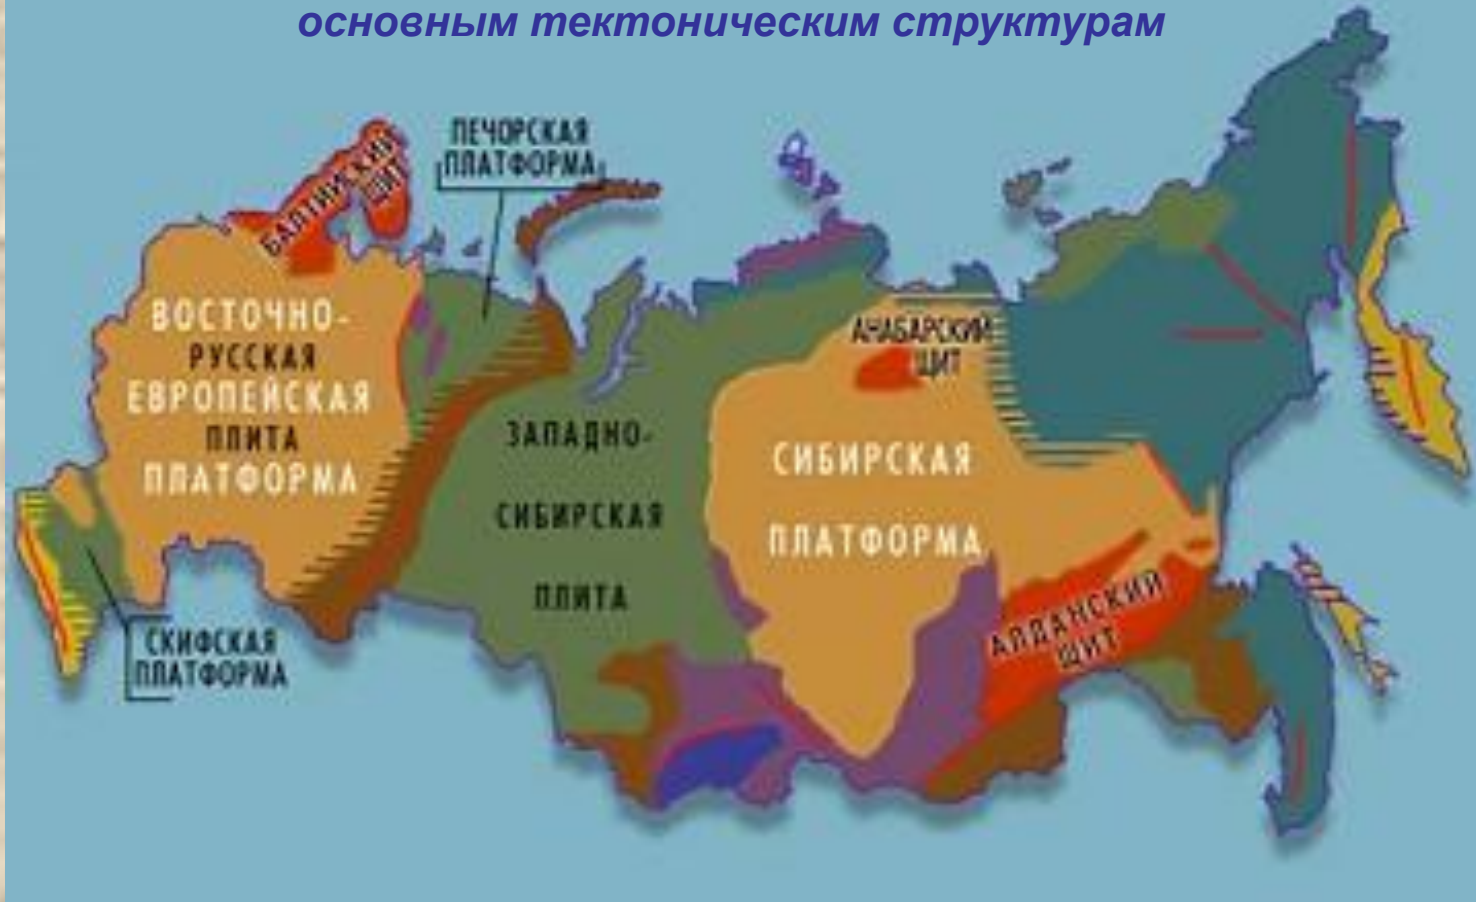 основным тектоническим структурам
ПЕЧОРСКАЯ
ПЛАТФОРМА
БАЛТИЙСКИЙ
ЩИТ
ВОСТОЧНО-
РУССКАЯ
ЕВРОПЕЙСКАЯ
ПЛИТА
ПЛАТФОРМА
АНАБАРСКИЙ
ЩИТ
ЗАПАДНО-
СИБИРСКАЯ
ПЛИТА
СИБИРСКАЯ
ПЛАТФОРМА
АЛДАНСКИЙ
ЩИТ
СКИФСКАЯ
ПЛАТФОРМА